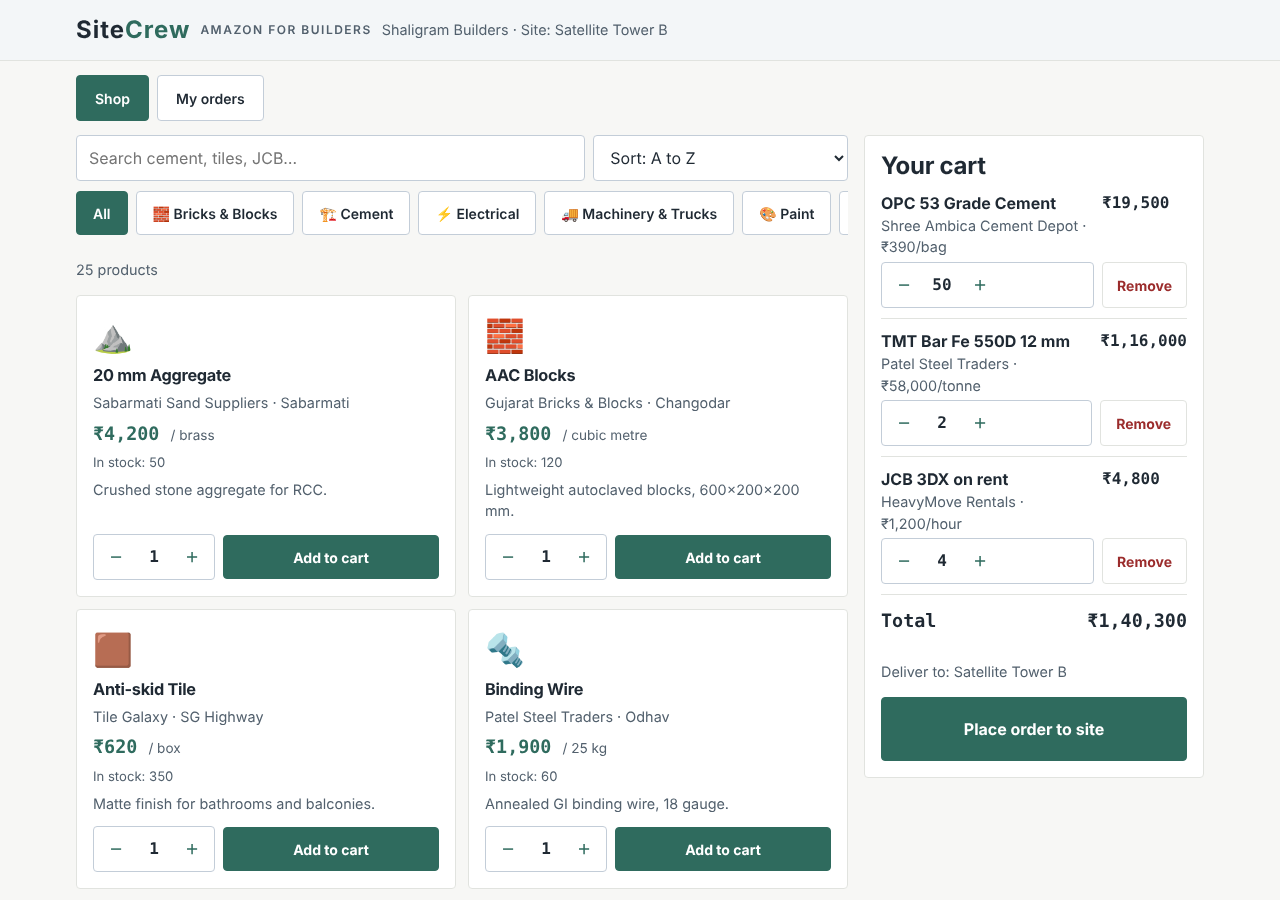 SiteCrew AMAZON FOR BUILDERS Shaligram Builders · Site: Satellite Tower B
Shop
My orders
Search cement, tiles, JCB...
Sort: A to Z
All
Bricks & Blocks
Cement
Electrical
Machinery & Trucks
Paint
25 products
20 mm Aggregate
Sabarmati Sand Suppliers · Sabarmati
₹4,200 / brass
In stock: 50
Crushed stone aggregate for RCC.
− 1 +
Add to cart
AAC Blocks
Gujarat Bricks & Blocks · Changodar
₹3,800 / cubic metre
In stock: 120
Lightweight autoclaved blocks, 600×200×200
mm.
− 1 +
Add to cart
Anti-skid Tile
Tile Galaxy · SG Highway
₹620 / box
In stock: 350
Matte finish for bathrooms and balconies.
− 1 +
Add to cart
Binding Wire
Patel Steel Traders · Odhav
₹1,900 / 25 kg
In stock: 60
Annealed GI binding wire, 18 gauge.
− 1 +
Add to cart
Your cart
OPC 53 Grade Cement ₹19,500
Shree Ambica Cement Depot ·
₹390/bag
− 50 + Remove
TMT Bar Fe 550D 12 mm ₹1,16,000
Patel Steel Traders ·
₹58,000/tonne
− 2 + Remove
JCB 3DX on rent ₹4,800
HeavyMove Rentals ·
₹1,200/hour
− 4 + Remove
Total ₹1,40,300
Deliver to: Satellite Tower B
Place order to site